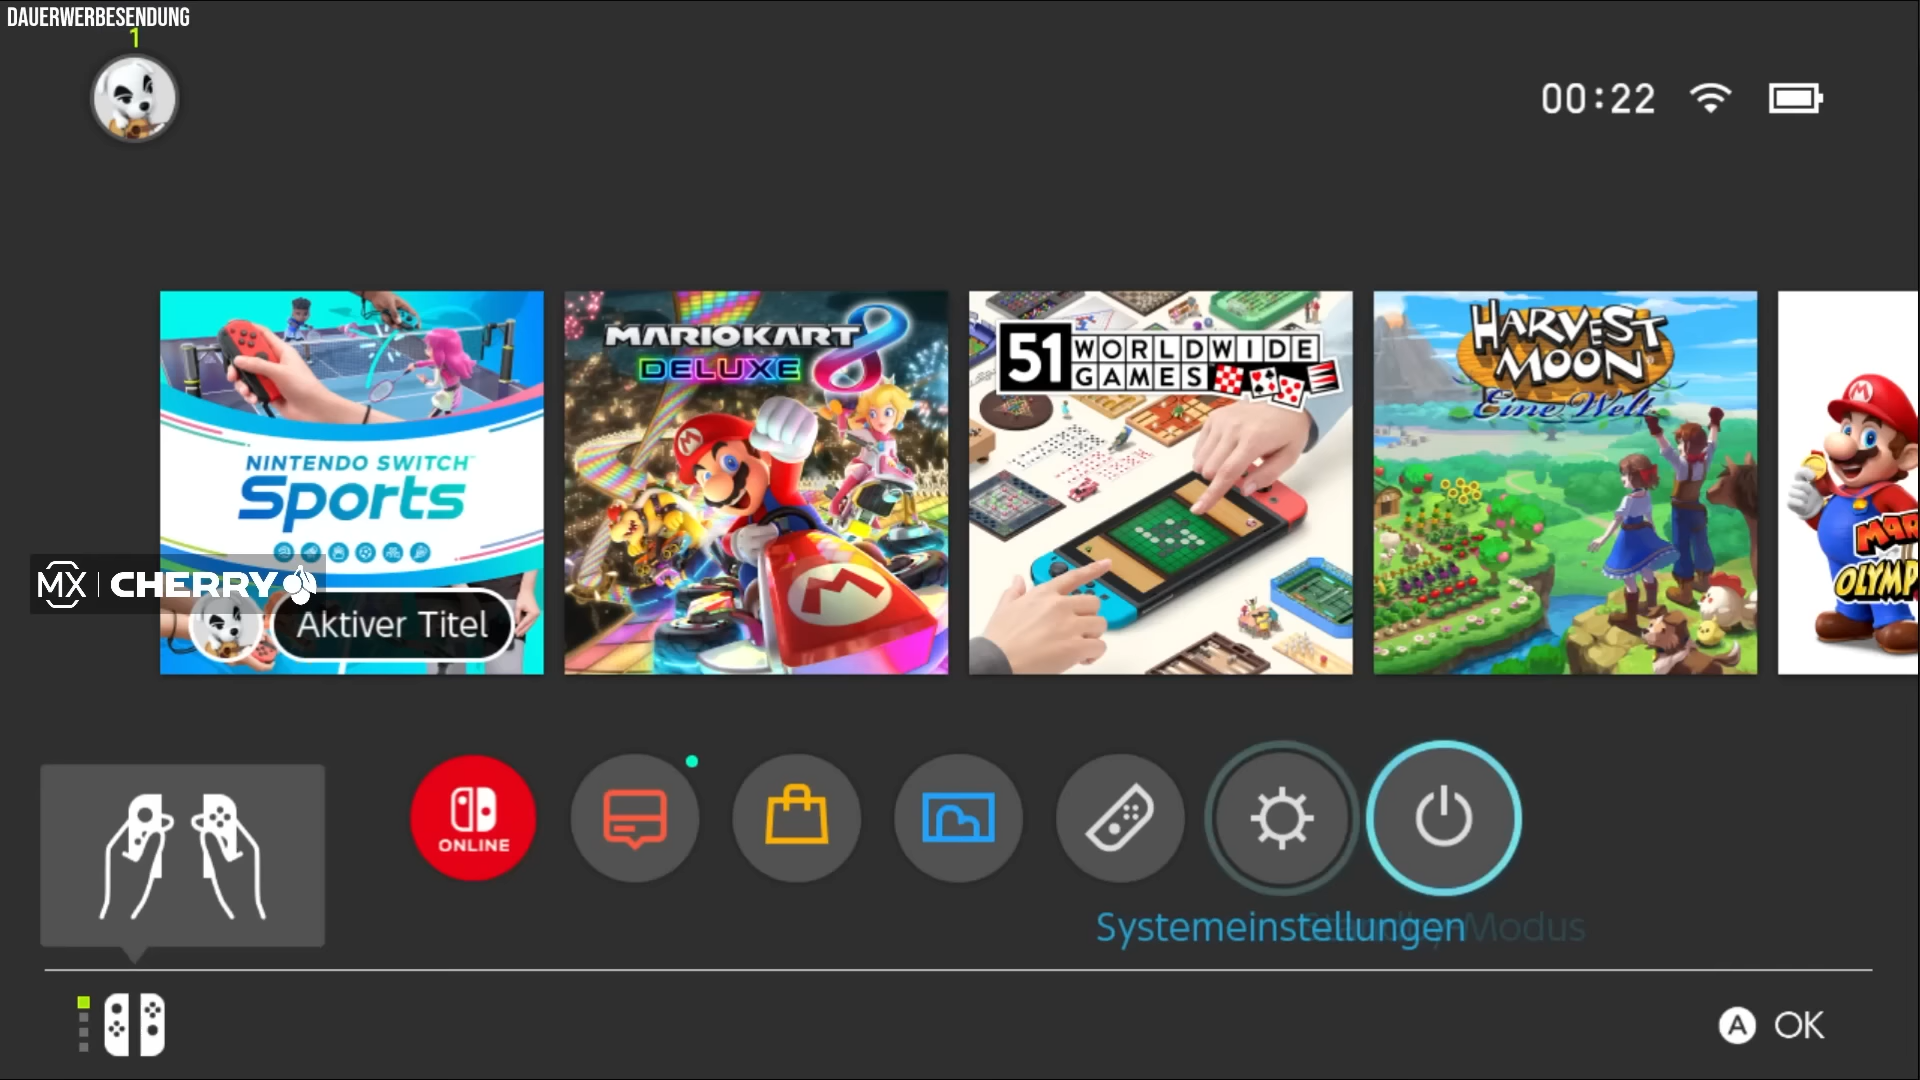 DAUERWERBESENDUNG
1
00:22
NINTENDO SWITCH
Sports
Aktiver Titel
MARIOKART 8
DELUXE
51 WORLDWIDE
GAMES
HARVEST
MOON
Eine Welt
MX | CHERRY
ONLINE
Systemeinstellungen
Standby-Modus
A OK